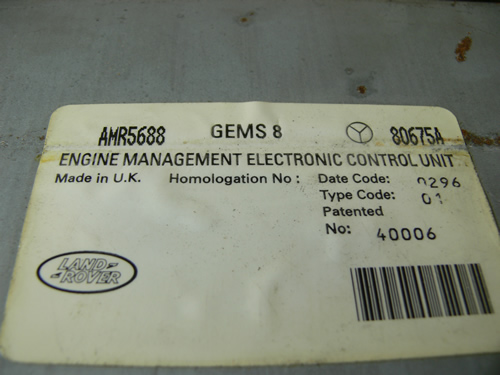 AMR5688 GEMS 8 80675A
ENGINE MANAGEMENT ELECTRONIC CONTROL UNIT
Made in U.K. Homologation No: Date Code: 0296
Type Code: 01
Patented
No: 40006
LAND
ROVER